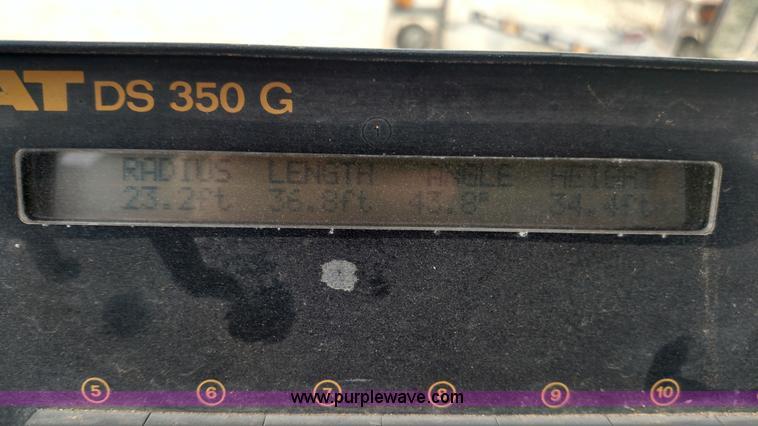 AT DS 350 G
1
RADIUS LENGTH ANGLE HEIGHT
23.2ft 36.8ft 43.8° 34.4ft
5 6 7 8 9 10
www.purplewave.com